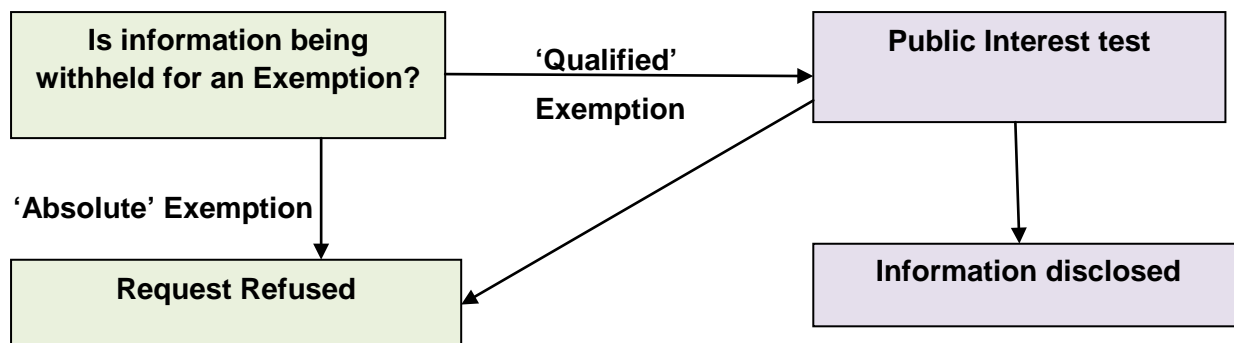 Is information being
withheld for an Exemption?
‘Qualified’
Exemption
Public Interest test
‘Absolute’ Exemption
Request Refused
Information disclosed